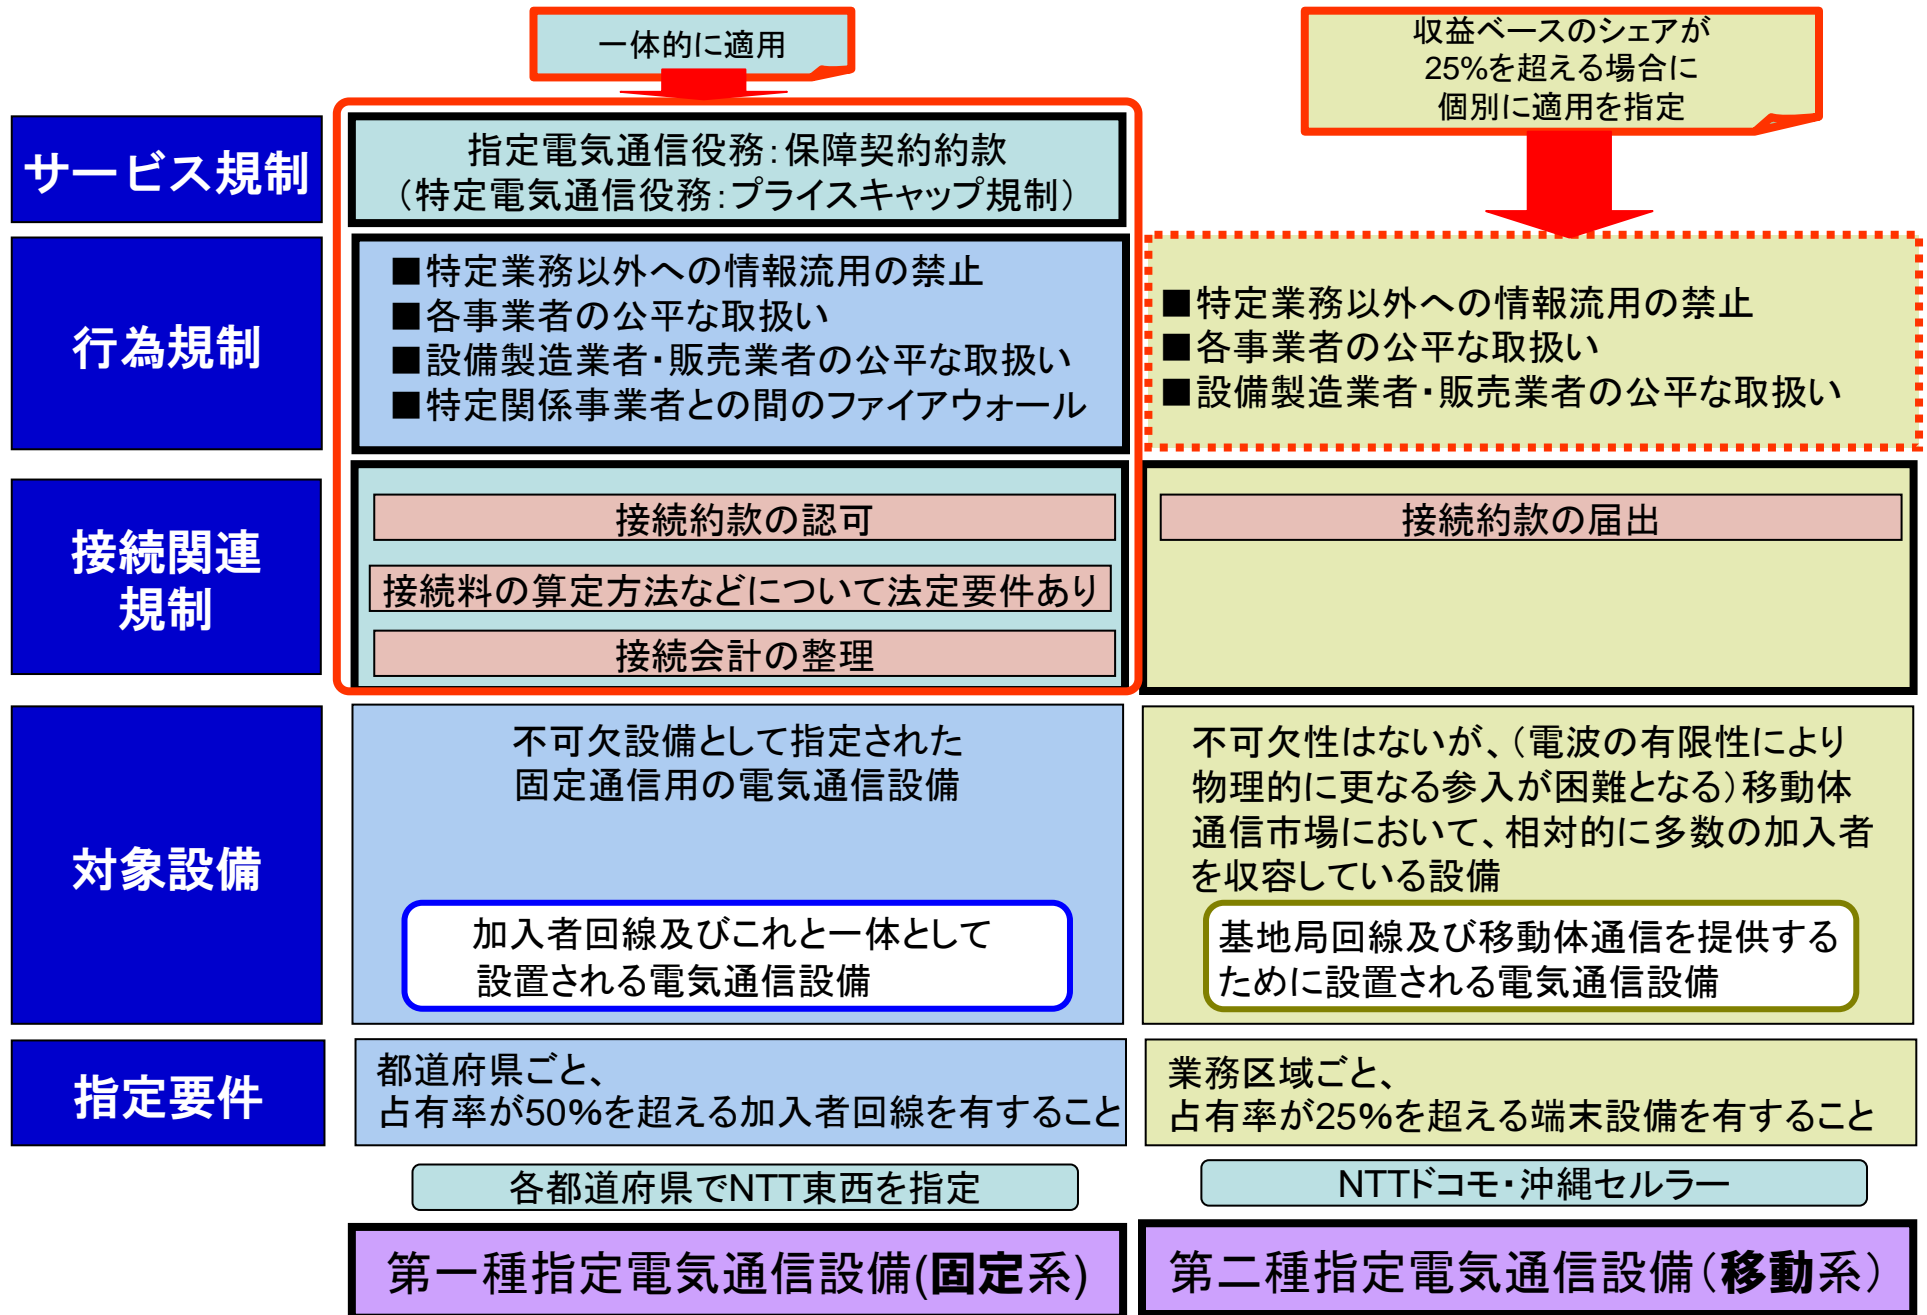 一体的に適用
収益ベースのシェアが
25%を超える場合に
個別に適用を指定
サービス規制
指定電気通信役務:保障契約約款
(特定電気通信役務:プライスキャップ規制)
行為規制
■特定業務以外への情報流用の禁止
■各事業者の公平な取扱い
■設備製造業者・販売業者の公平な取扱い
■特定関係事業者との間のファイアウォール
■特定業務以外への情報流用の禁止
■各事業者の公平な取扱い
■設備製造業者・販売業者の公平な取扱い
接続関連
規制
接続約款の認可
接続料の算定方法などについて法定要件あり
接続会計の整理
接続約款の届出
対象設備
不可欠設備として指定された
固定通信用の電気通信設備
加入者回線及びこれと一体として
設置される電気通信設備
不可欠性はないが、(電波の有限性により
物理的に更なる参入が困難となる)移動体
通信市場において、相対的に多数の加入者
を収容している設備
基地局回線及び移動体通信を提供する
ために設置される電気通信設備
指定要件
都道府県ごと、
占有率が50%を超える加入者回線を有すること
業務区域ごと、
占有率が25%を超える端末設備を有すること
各都道府県でNTT東西を指定
NTTドコモ・沖縄セルラー
第一種指定電気通信設備(固定系)
第二種指定電気通信設備(移動系)